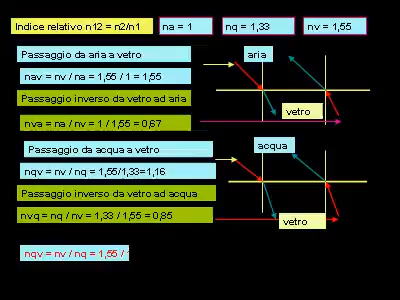 Indice relativo n12 = n2/n1
na = 1
nq = 1,33
nv = 1,55
Passaggio da aria a vetro
aria
nav = nv / na = 1,55 / 1 = 1,55
Passaggio inverso da vetro ad aria
vetro
nva = na / nv = 1 / 1,55 = 0,67
Passaggio da acqua a vetro
acqua
nqv = nv / nq = 1,55/1,33=1,16
Passaggio inverso da vetro ad acqua
nvq = nq / nv = 1,33 / 1,55 = 0,85
vetro
nqv = nv / nq = 1,55 / 1